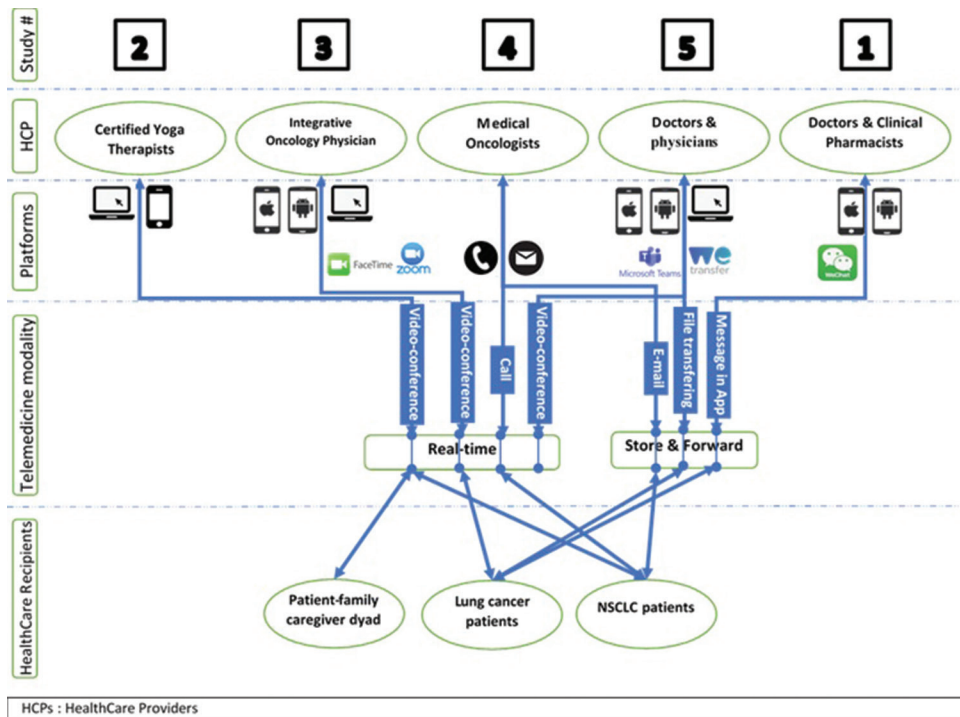 Study #
2
3
4
5
1
HCP
Certified Yoga
Therapists
Integrative
Oncology Physician
Medical
Oncologists
Doctors &
physicians
Doctors & Clinical
Pharmacists
Platforms
FaceTime
zoom
Microsoft Teams
we
transfer
WeChat
Telemedicine modality
Video-conference
Video-conference
Call
Video-conference
E-mail
File transfering
Message in App
Real-time
Store & Forward
HealthCare Recipients
Patient-family
caregiver dyad
Lung cancer
patients
NSCLC patients
HCPs : HealthCare Providers